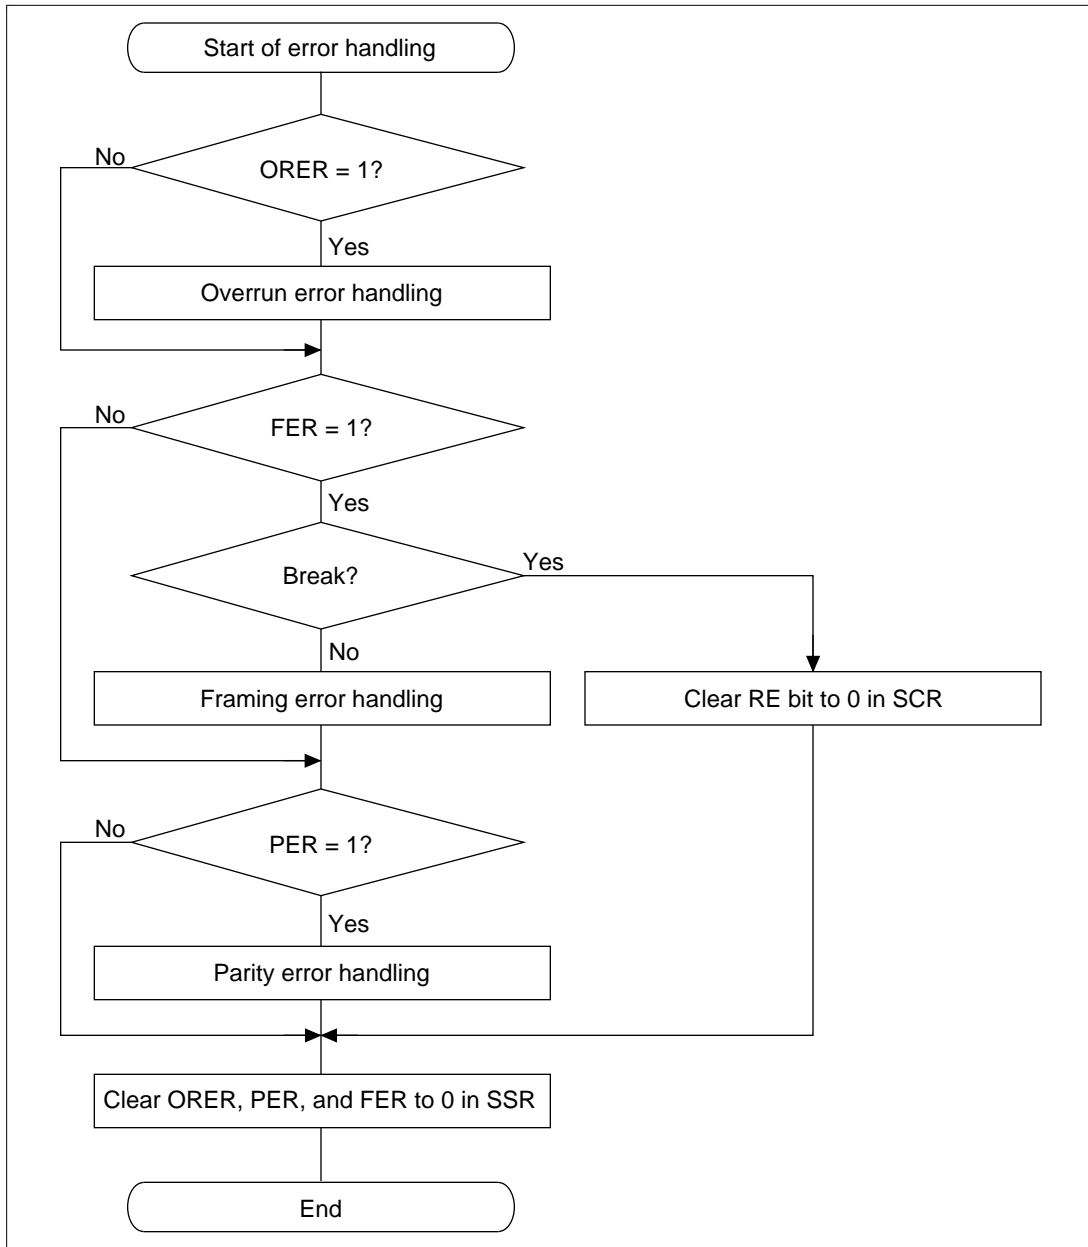 Start of error handling
No
ORER = 1?
Yes
Overrun error handling
No
FER = 1?
Yes
Break?
Yes
No
Framing error handling
Clear RE bit to 0 in SCR
No
PER = 1?
Yes
Parity error handling
Clear ORER, PER, and FER to 0 in SSR
End